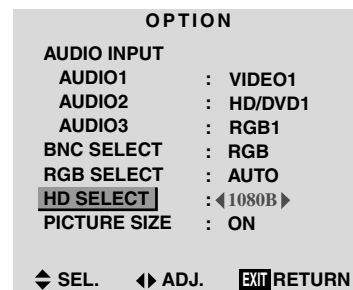 OPTION
AUDIO INPUT
AUDIO1 : VIDEO1
AUDIO2 : HD/DVD1
AUDIO3 : RGB1
BNC SELECT : RGB
RGB SELECT : AUTO
HD SELECT : 1080B
PICTURE SIZE : ON
SEL. ADJ. EXIT RETURN